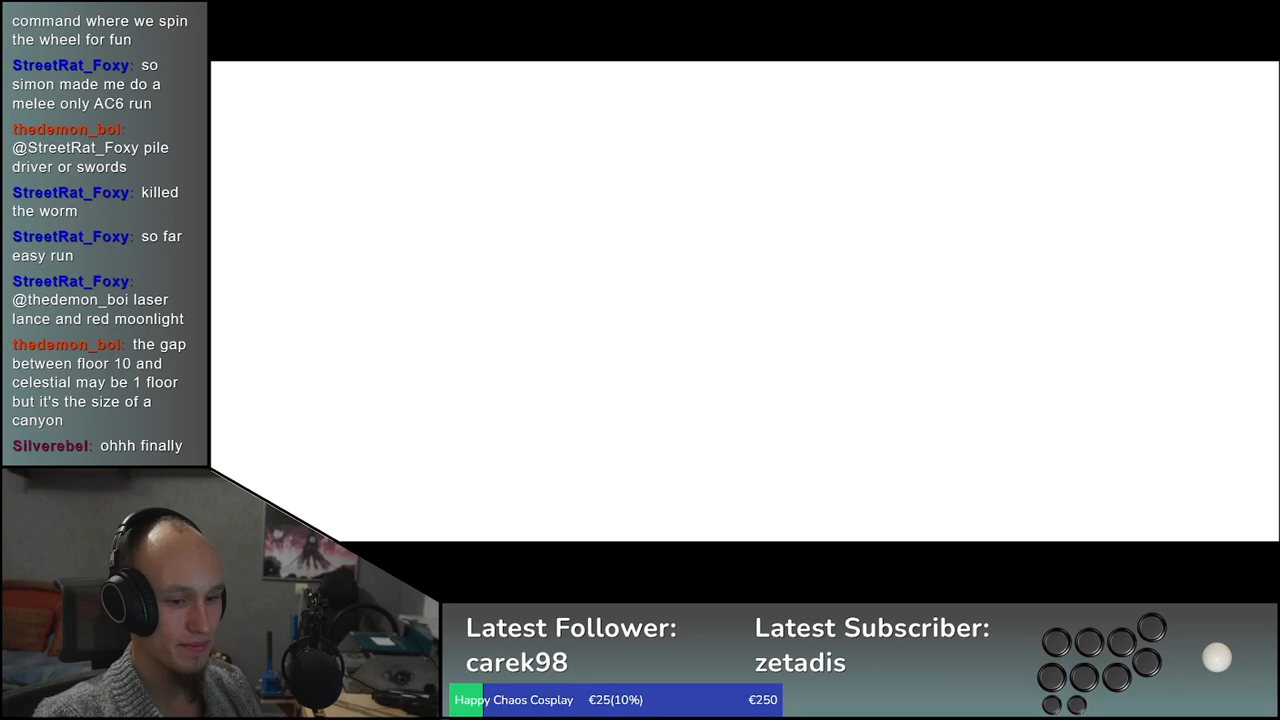 command where we spin
the wheel for fun
StreetRat_Foxy: so
simon made me do a
melee only AC6 run
thedemon_boi:
@StreetRat_Foxy pile
driver or swords
StreetRat_Foxy: killed
the worm
StreetRat_Foxy: so far
easy run
StreetRat_Foxy:
@thedemon_boi laser
lance and red moonlight
thedemon_boi: the gap
between floor 10 and
celestial may be 1 floor
but it's the size of a
canyon
Silverebel: ohhh finally
Latest Follower:
carek98
Latest Subscriber:
zetadis
Happy Chaos Cosplay €25(10%) €250